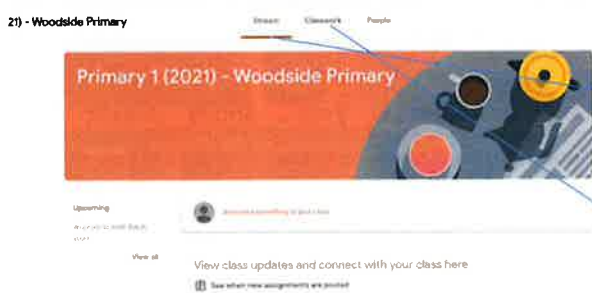 21) - Woodside Primary
Stream Classwork People
Primary 1 (2021) - Woodside Primary
Upcoming
View all
View class updates and connect with your class here
See when new assignments are posted